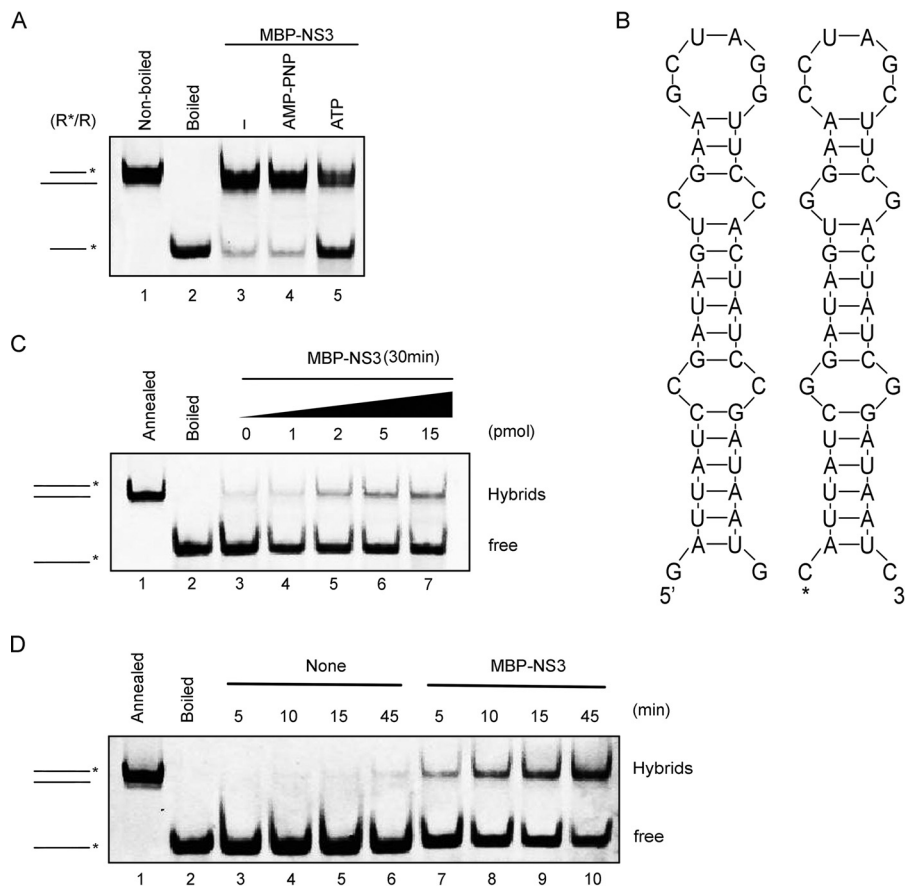 A
MBP-NS3
(R*/R)
Non-boiled
Boiled
–
AMP-PNP
ATP
*
*
1 2 3 4 5
B
U A U A
C G C G
G G C C
A U A U
A U A U
G C G C
C C G G
U A U A
G C G C
A U A U
U A U A
A U A U
G C G C
C C G G
C G C G
U A U A
A U A U
U A U A
U A U A
A U A U
G G C C
5' * 3
C
MBP-NS3 (30min)
Annealed
Boiled
0 1 2 5 15 (pmol)
*
Hybrids
free
*
1 2 3 4 5 6 7
D
None MBP-NS3
Annealed
Boiled
5 10 15 45 5 10 15 45 (min)
*
Hybrids
free
*
1 2 3 4 5 6 7 8 9 10